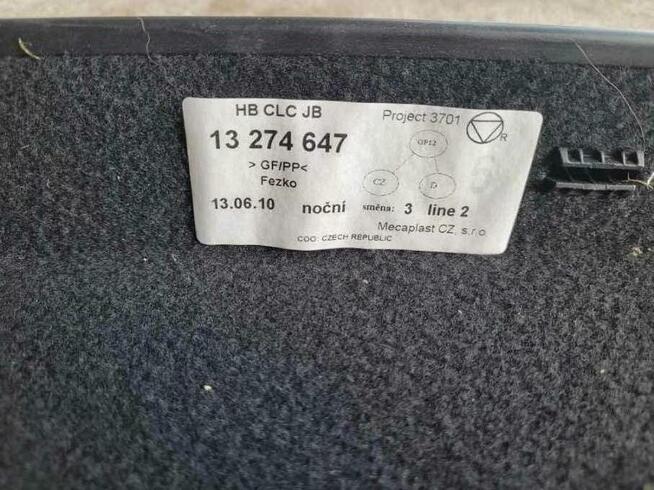 HB CLC JB
Project 3701
R
13 274 647
GP12
> GF/PP<
Fezko
CZ
D
13.06.10 noční směna: 3 line 2
Mecaplast CZ, s.r.o
COO: CZECH REPUBLIC